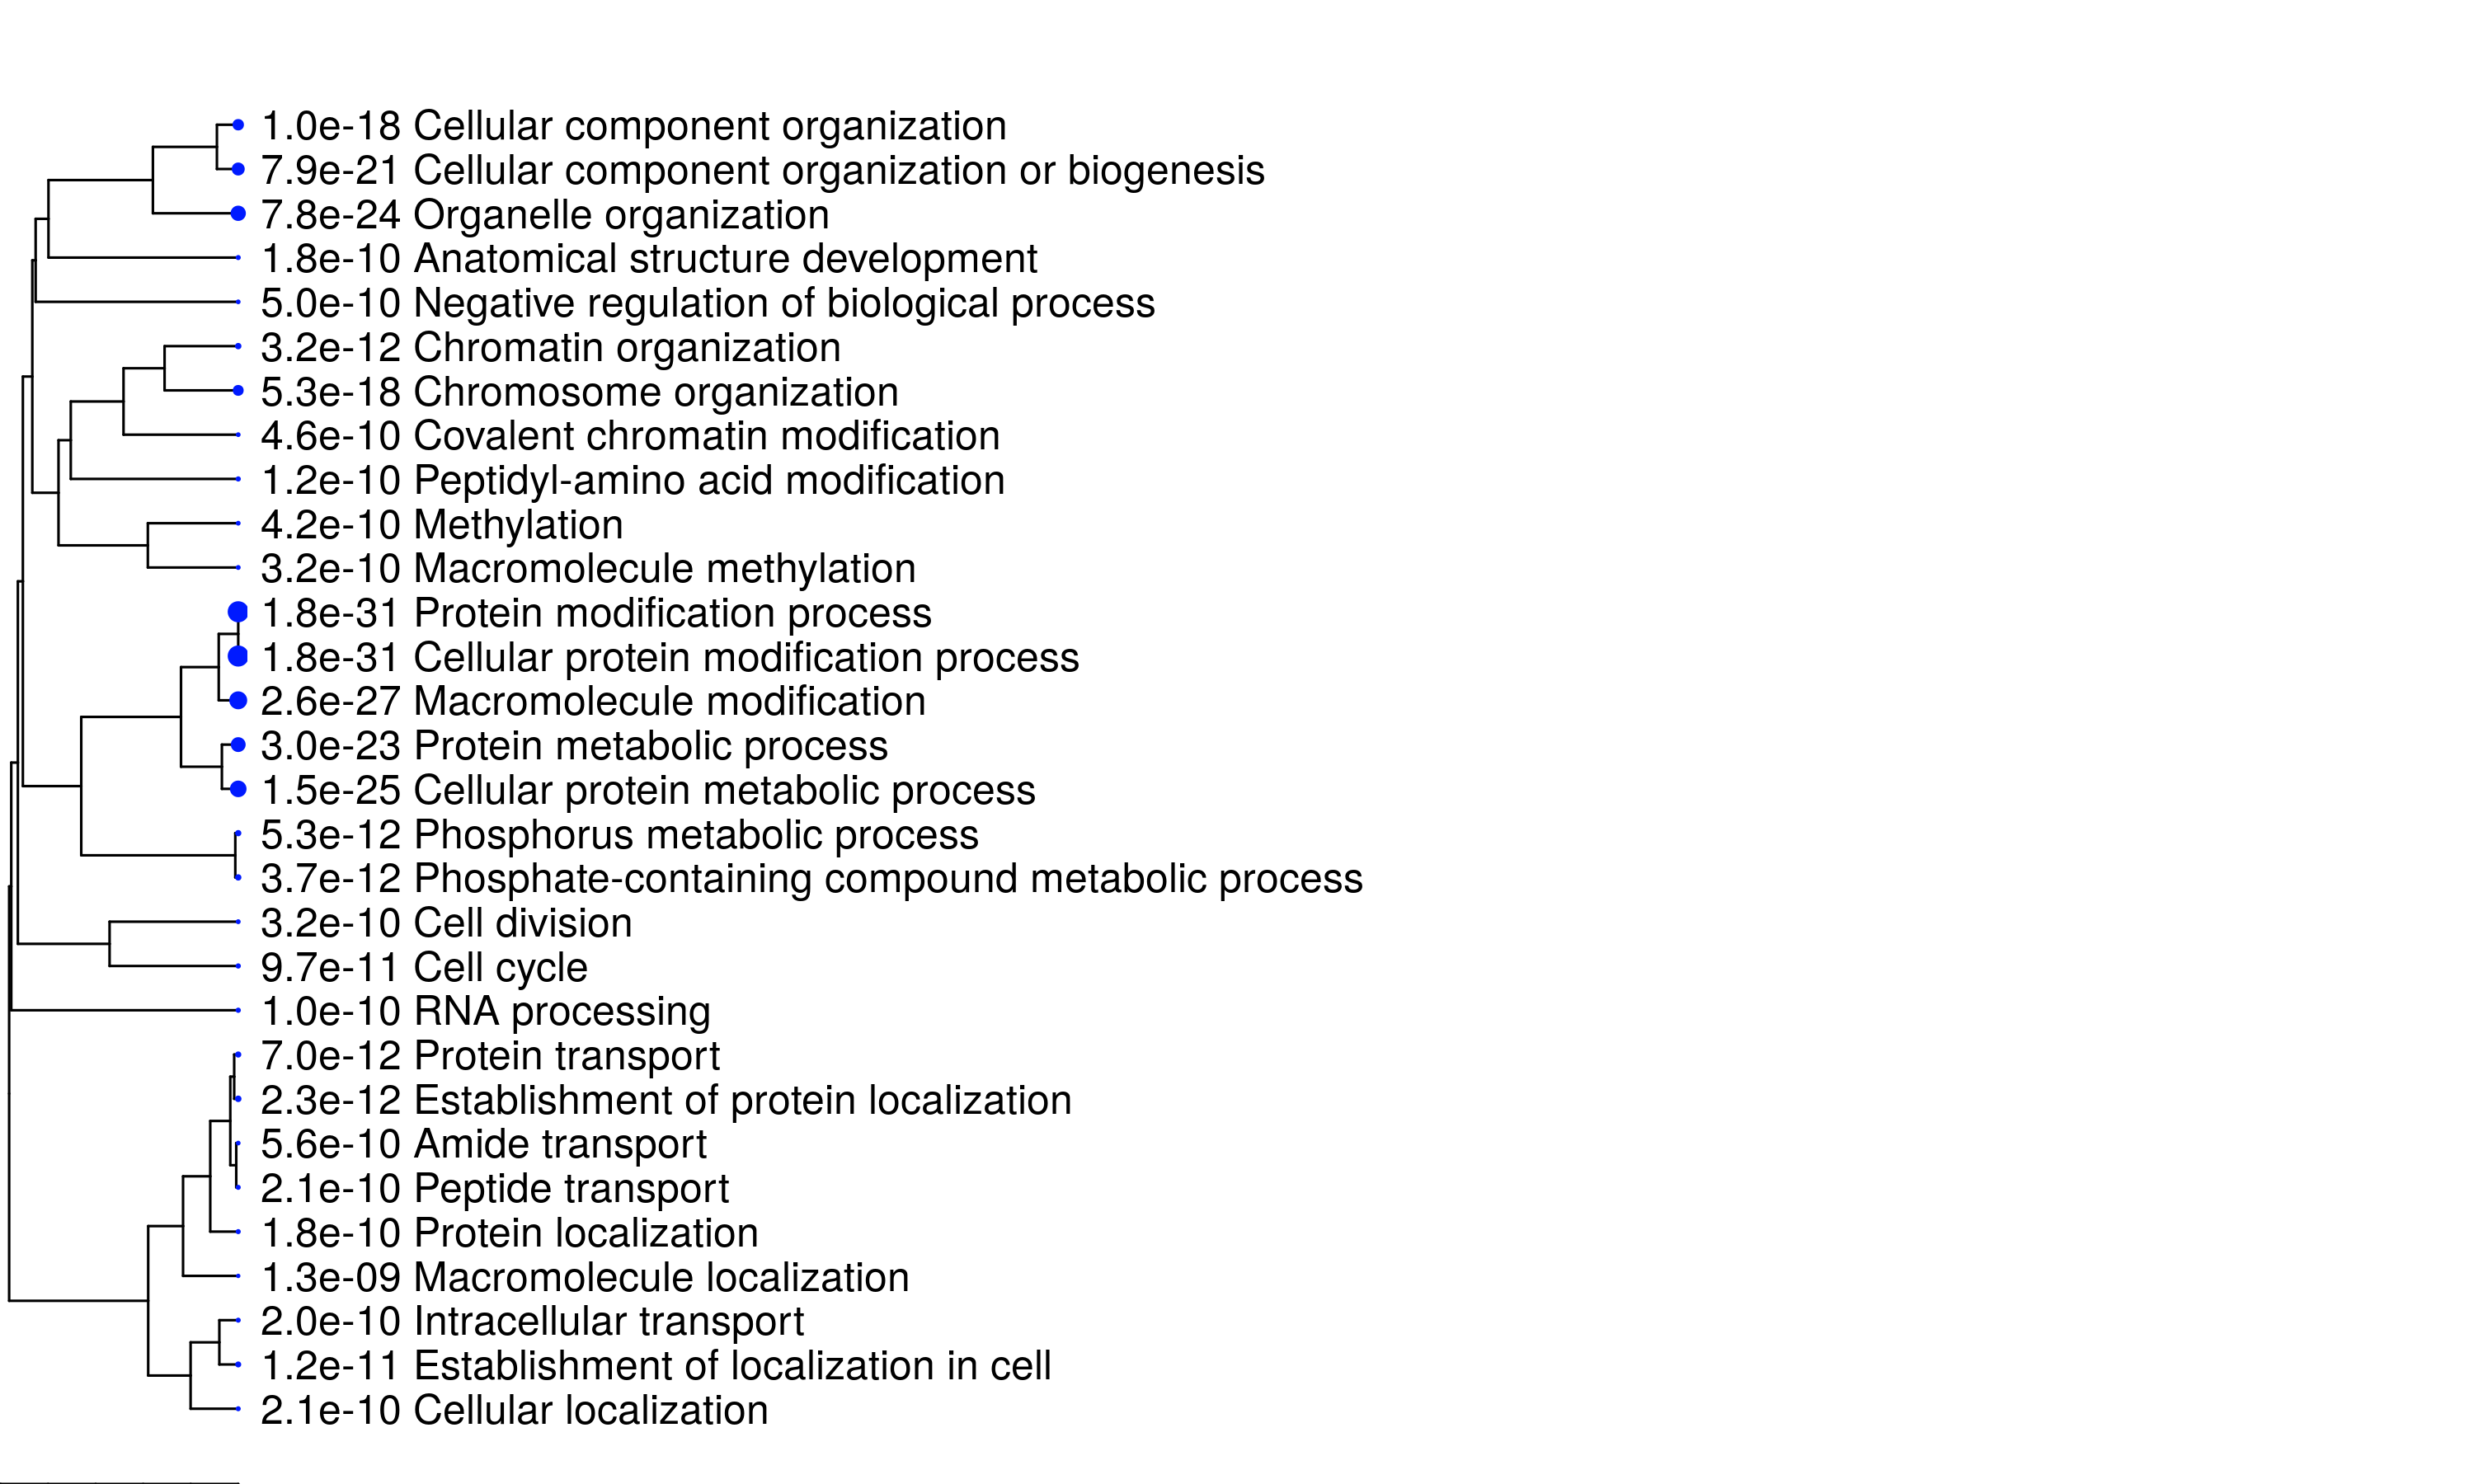 1.0e-18 Cellular component organization
7.9e-21 Cellular component organization or biogenesis
7.8e-24 Organelle organization
1.8e-10 Anatomical structure development
5.0e-10 Negative regulation of biological process
3.2e-12 Chromatin organization
5.3e-18 Chromosome organization
4.6e-10 Covalent chromatin modification
1.2e-10 Peptidyl-amino acid modification
4.2e-10 Methylation
3.2e-10 Macromolecule methylation
1.8e-31 Protein modification process
1.8e-31 Cellular protein modification process
2.6e-27 Macromolecule modification
3.0e-23 Protein metabolic process
1.5e-25 Cellular protein metabolic process
5.3e-12 Phosphorus metabolic process
3.7e-12 Phosphate-containing compound metabolic process
3.2e-10 Cell division
9.7e-11 Cell cycle
1.0e-10 RNA processing
7.0e-12 Protein transport
2.3e-12 Establishment of protein localization
5.6e-10 Amide transport
2.1e-10 Peptide transport
1.8e-10 Protein localization
1.3e-09 Macromolecule localization
2.0e-10 Intracellular transport
1.2e-11 Establishment of localization in cell
2.1e-10 Cellular localization